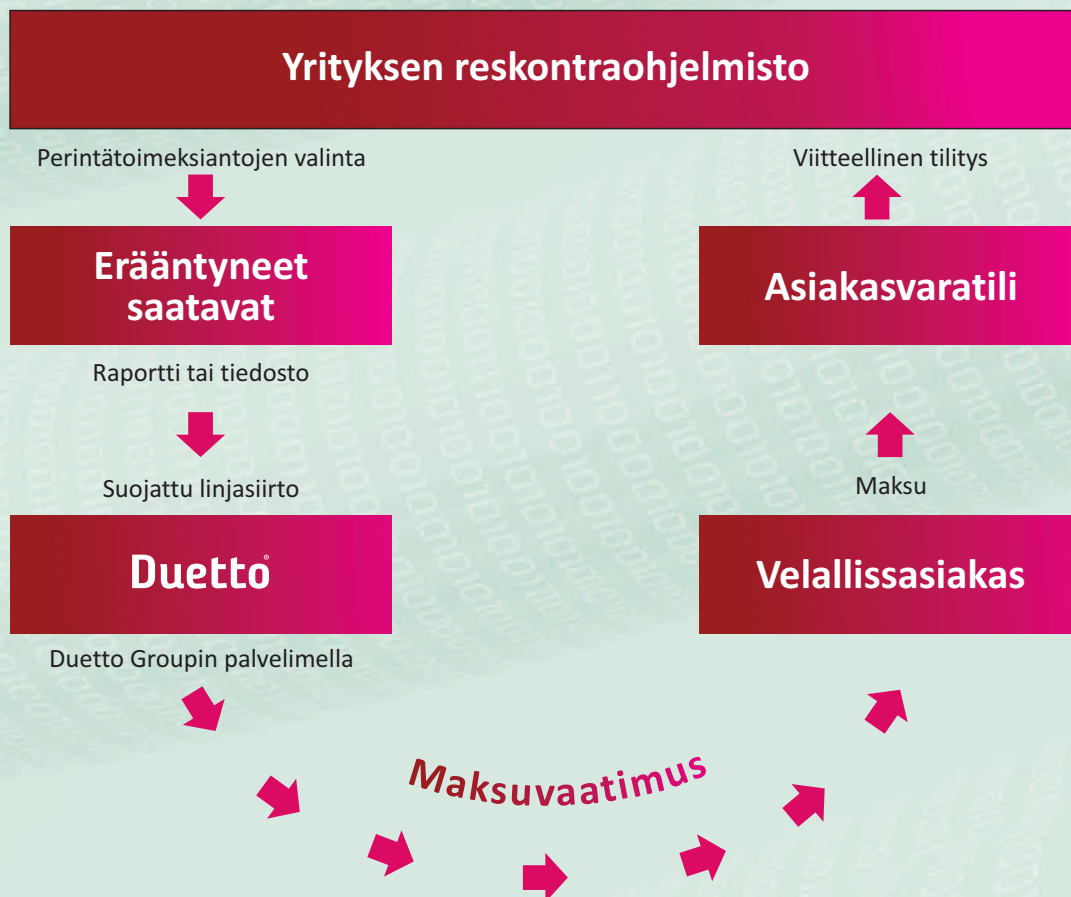 Yrityksen reskontraohjelmisto
Perintätoimeksiantojen valinta
Erääntyneet
saatavat
Raportti tai tiedosto
Suojattu linjasiirto
Duetto®
Duetto Groupin palvelimella
Maksuvaatimus
Viitteellinen tilitys
Asiakasvaratili
Maksu
Velallissasiakas